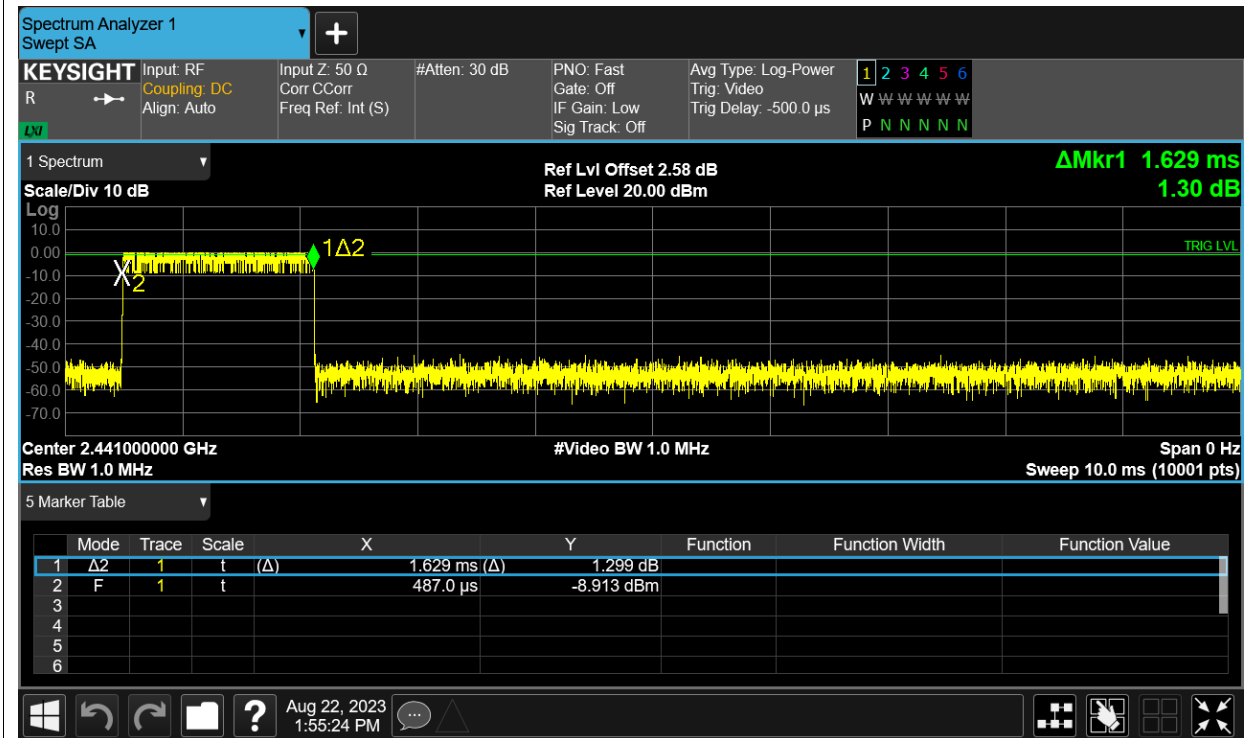 Spectrum Analyzer 1
Swept SA
KEYSIGHT Input: RF Input Z: 50 Ω #Atten: 30 dB PNO: Fast Avg Type: Log-Power 1 2 3 4 5 6
R Coupling: DC Corr CCorr Gate: Off Trig: Video W W W W W W
Align: Auto Freq Ref: Int (S) IF Gain: Low Trig Delay: -500.0 µs P N N N N N
LXI Sig Track: Off
1 Spectrum Ref Lvl Offset 2.58 dB ΔMkr1 1.629 ms
Scale/Div 10 dB Ref Level 20.00 dBm 1.30 dB
Log
10.0
0.00 1Δ2 TRIG LVL
-10.0 X2
-20.0
-30.0
-40.0
-50.0
-60.0
-70.0
Center 2.441000000 GHz #Video BW 1.0 MHz Span 0 Hz
Res BW 1.0 MHz Sweep 10.0 ms (10001 pts)
5 Marker Table
Mode Trace Scale X Y Function Function Width Function Value
1 Δ2 1 t (Δ) 1.629 ms (Δ) 1.299 dB
2 F 1 t 487.0 µs -8.913 dBm
3
4
5
6
? Aug 22, 2023
1:55:24 PM